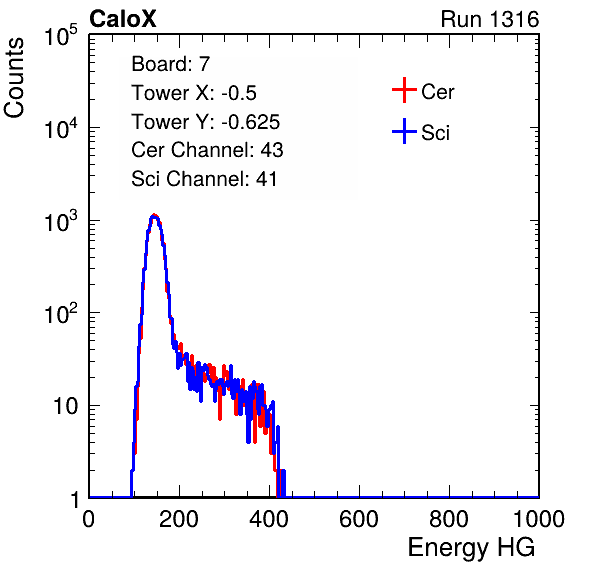 CaloX Run 1316
Counts
10^5
10^4
10^3
10^2
10
1
Board: 7
Tower X: -0.5
Tower Y: -0.625
Cer Channel: 43
Sci Channel: 41
Cer
Sci
0 200 400 600 800 1000
Energy HG